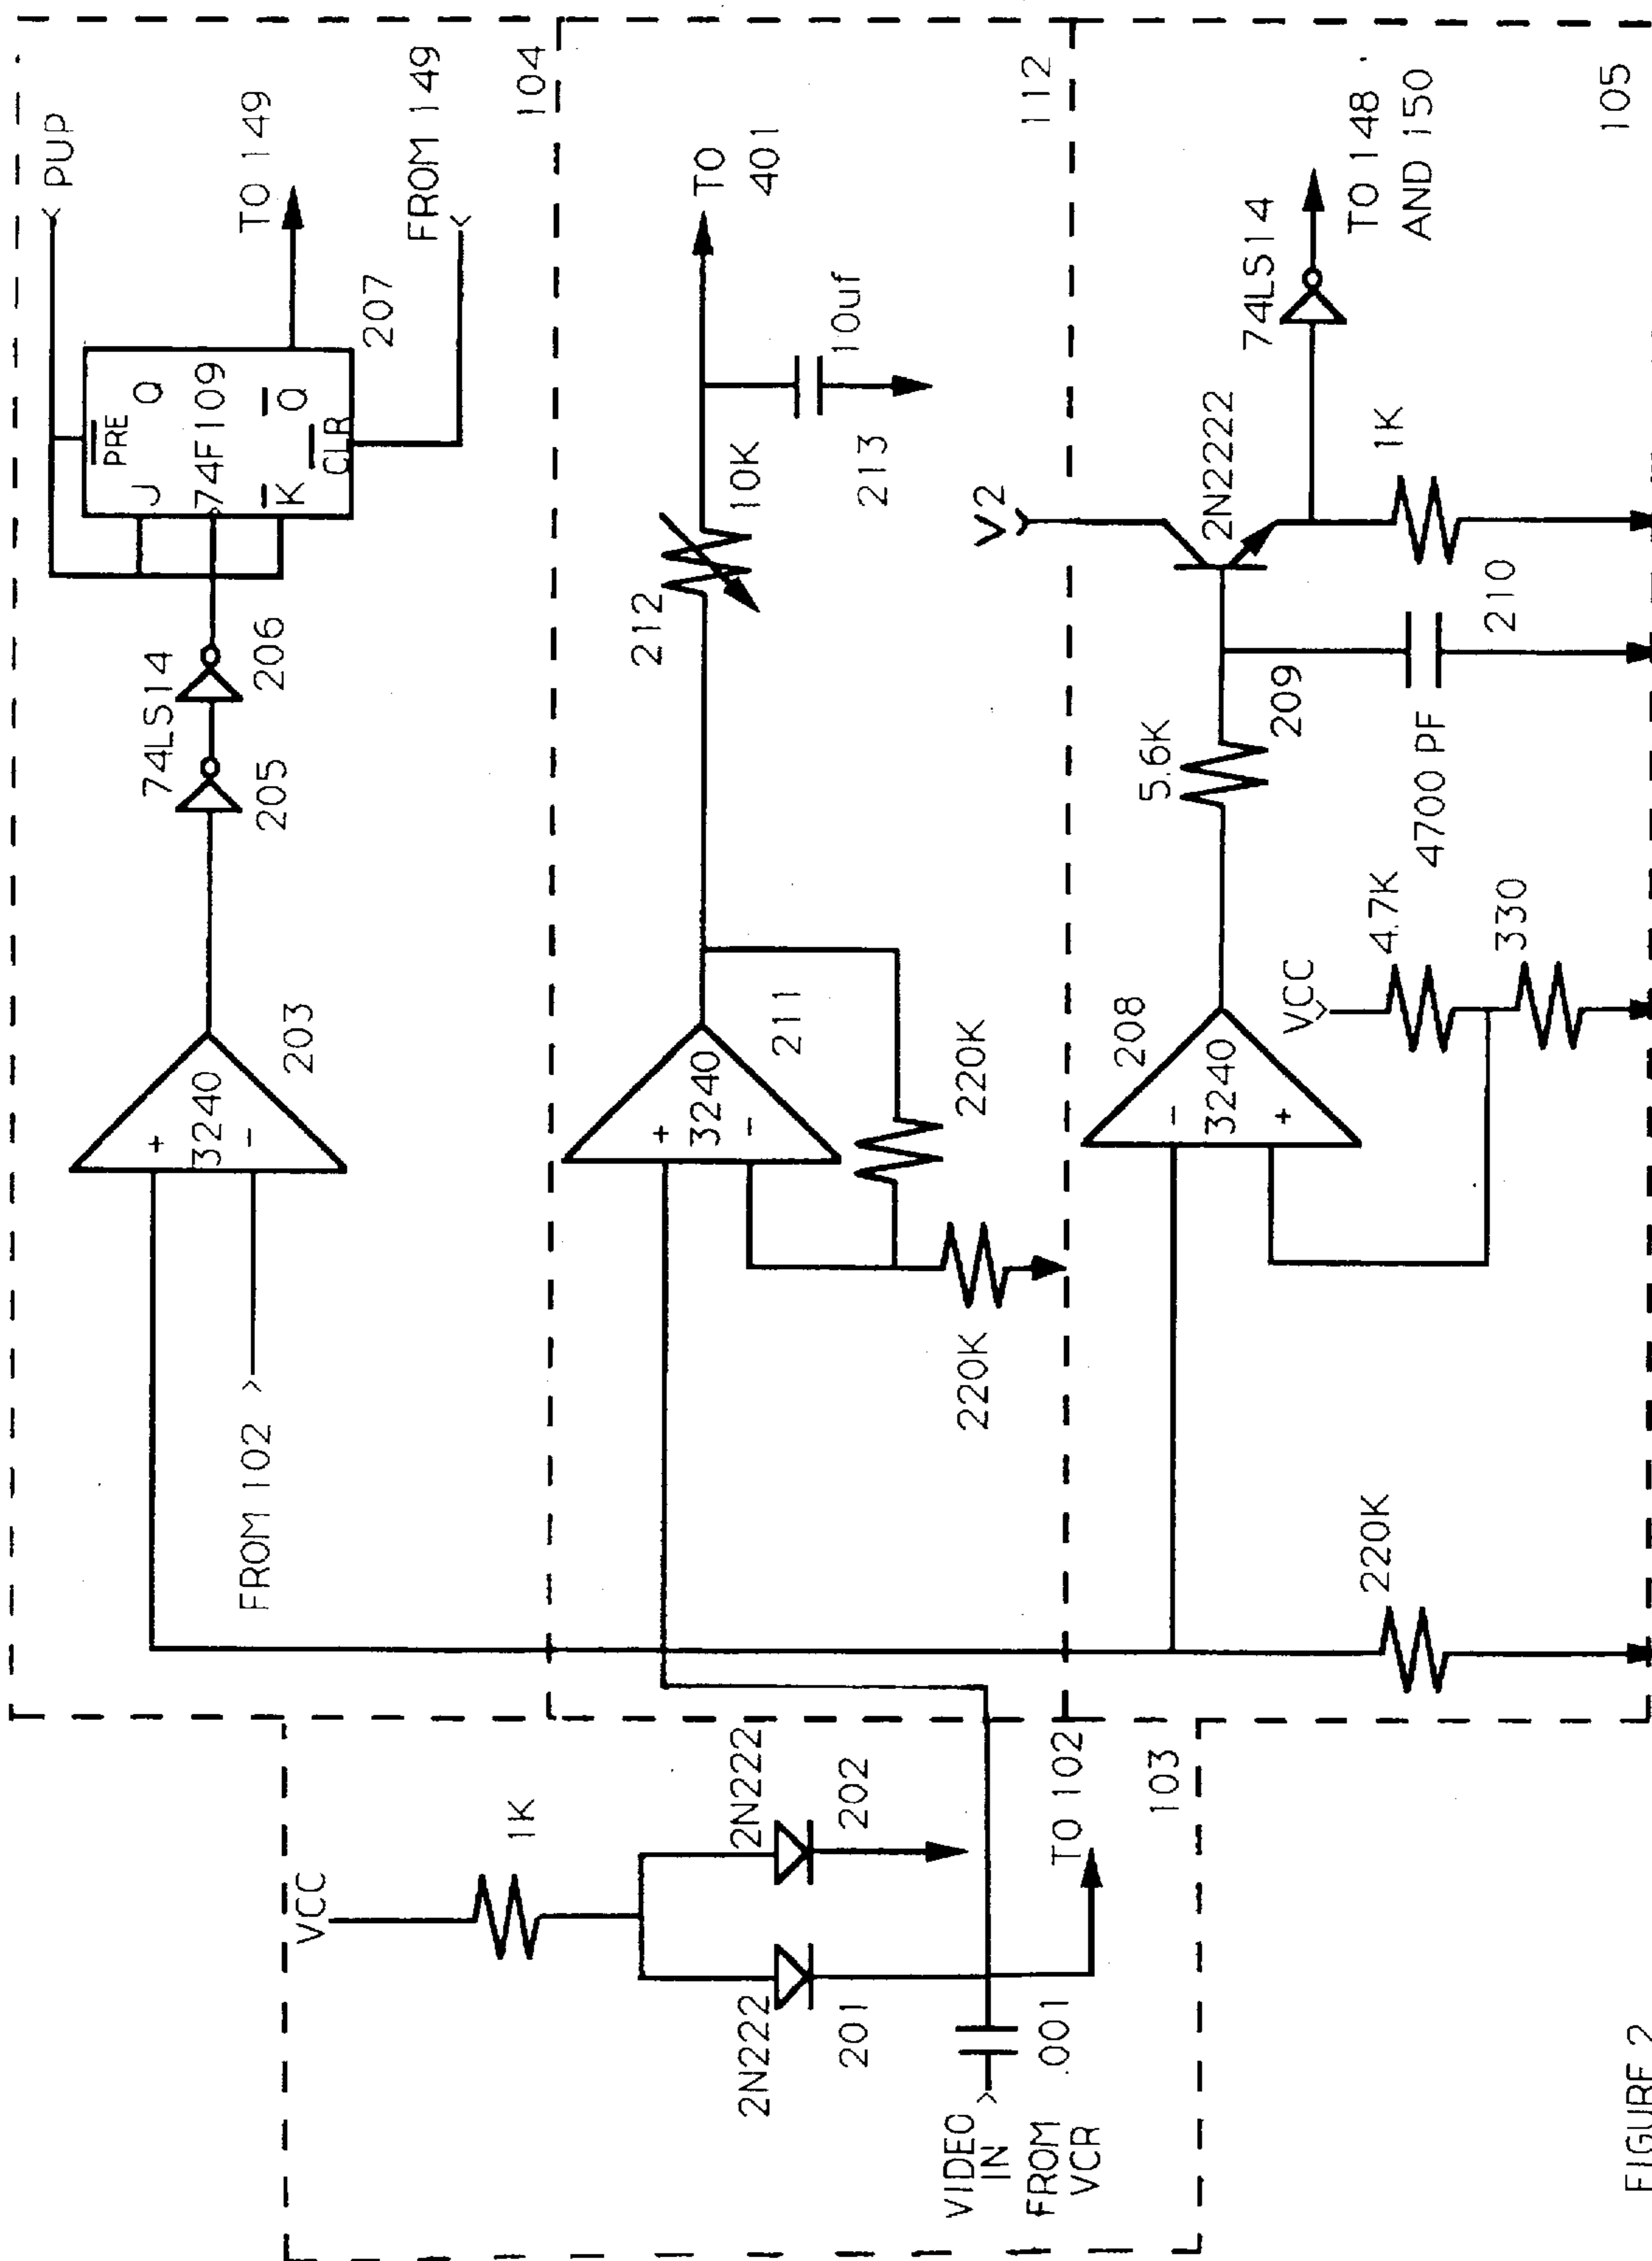 VCC
1K
2N222
201
2N222
202
VIDEO
IN
FROM
VCR
.001
TO 102
103
FROM 102
+
3240
-
203
74LS14
205
206
PUP
PRE
J
Q
74F109
K
Q
CLR
207
TO 149
FROM 149
104
+
3240
-
211
220K
220K
212
10K
10uf
213
TO
401
112
220K
-
3240
+
208
VCC
4.7K
330
5.6K
209
4700 PF
210
V2
2N2222
1K
74LS14
TO 148
AND 150
105
FIGURE 2